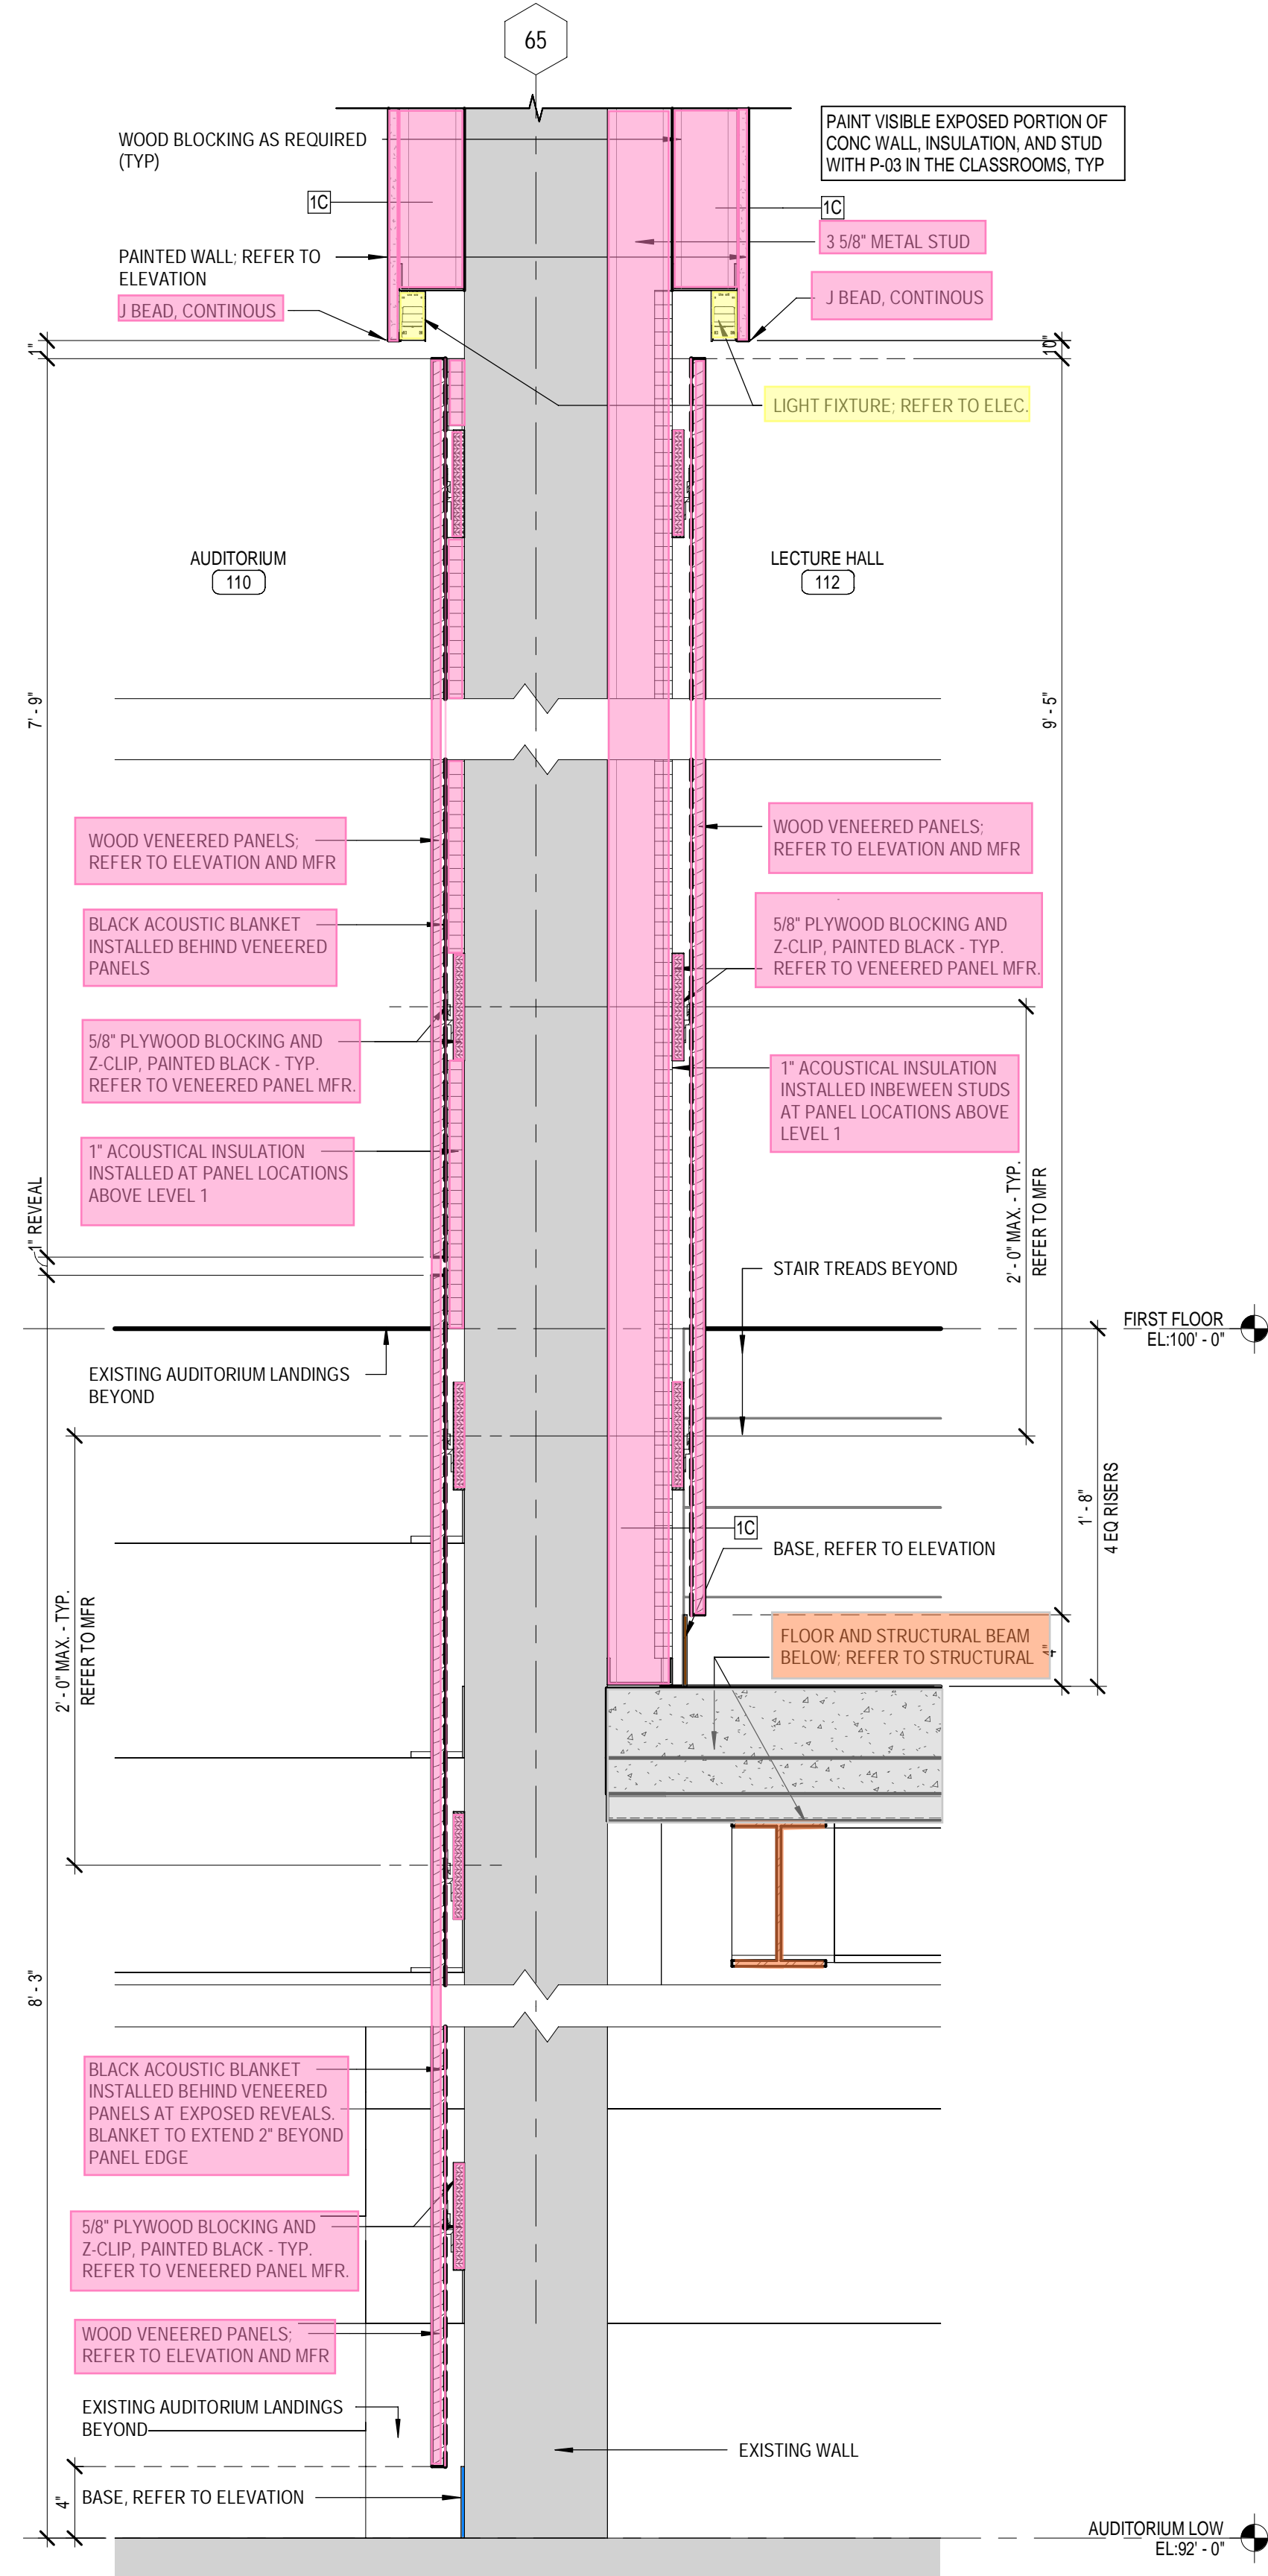 65
WOOD BLOCKING AS REQUIRED
(TYP)
PAINT VISIBLE EXPOSED PORTION OF
CONC WALL, INSULATION, AND STUD
WITH P-03 IN THE CLASSROOMS, TYP
1C
1C
3 5/8" METAL STUD
PAINTED WALL; REFER TO
ELEVATION
J BEAD, CONTINOUS
J BEAD, CONTINOUS
1"
10"
LIGHT FIXTURE; REFER TO ELEC.
AUDITORIUM
110
LECTURE HALL
112
7' - 9"
9' - 5"
WOOD VENEERED PANELS;
REFER TO ELEVATION AND MFR
WOOD VENEERED PANELS;
REFER TO ELEVATION AND MFR
BLACK ACOUSTIC BLANKET
INSTALLED BEHIND VENEERED
PANELS
5/8" PLYWOOD BLOCKING AND
Z-CLIP, PAINTED BLACK - TYP.
REFER TO VENEERED PANEL MFR.
5/8" PLYWOOD BLOCKING AND
Z-CLIP, PAINTED BLACK - TYP.
REFER TO VENEERED PANEL MFR.
1" ACOUSTICAL INSULATION
INSTALLED INBEWEEN STUDS
AT PANEL LOCATIONS ABOVE
LEVEL 1
1" ACOUSTICAL INSULATION
INSTALLED AT PANEL LOCATIONS
ABOVE LEVEL 1
1" REVEAL
2' - 0" MAX. - TYP.
REFER TO MFR
STAIR TREADS BEYOND
FIRST FLOOR
EL:100' - 0"
EXISTING AUDITORIUM LANDINGS
BEYOND
1' - 8"
4 EQ RISERS
1C
BASE, REFER TO ELEVATION
2' - 0" MAX. - TYP.
REFER TO MFR
FLOOR AND STRUCTURAL BEAM
BELOW; REFER TO STRUCTURAL
4"
8' - 3"
BLACK ACOUSTIC BLANKET
INSTALLED BEHIND VENEERED
PANELS AT EXPOSED REVEALS.
BLANKET TO EXTEND 2" BEYOND
PANEL EDGE
5/8" PLYWOOD BLOCKING AND
Z-CLIP, PAINTED BLACK - TYP.
REFER TO VENEERED PANEL MFR.
WOOD VENEERED PANELS;
REFER TO ELEVATION AND MFR
EXISTING AUDITORIUM LANDINGS
BEYOND
EXISTING WALL
4"
BASE, REFER TO ELEVATION
AUDITORIUM LOW
EL:92' - 0"